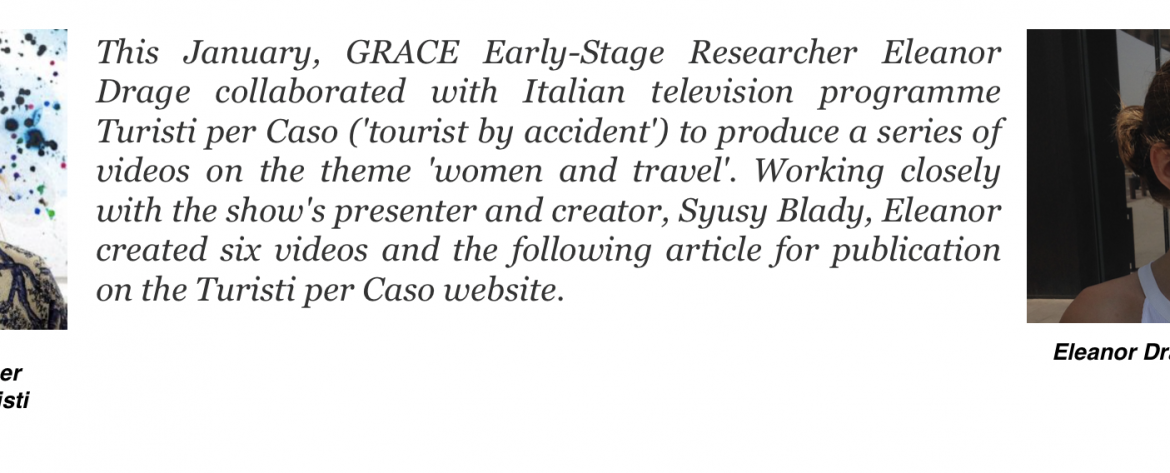 This January, GRACE Early-Stage Researcher Eleanor
Drage collaborated with Italian television programme
Turisti per Caso ('tourist by accident') to produce a series of
videos on the theme 'women and travel'. Working closely
with the show's presenter and creator, Syusy Blady, Eleanor
created six videos and the following article for publication
on the Turisti per Caso website.
Eleanor